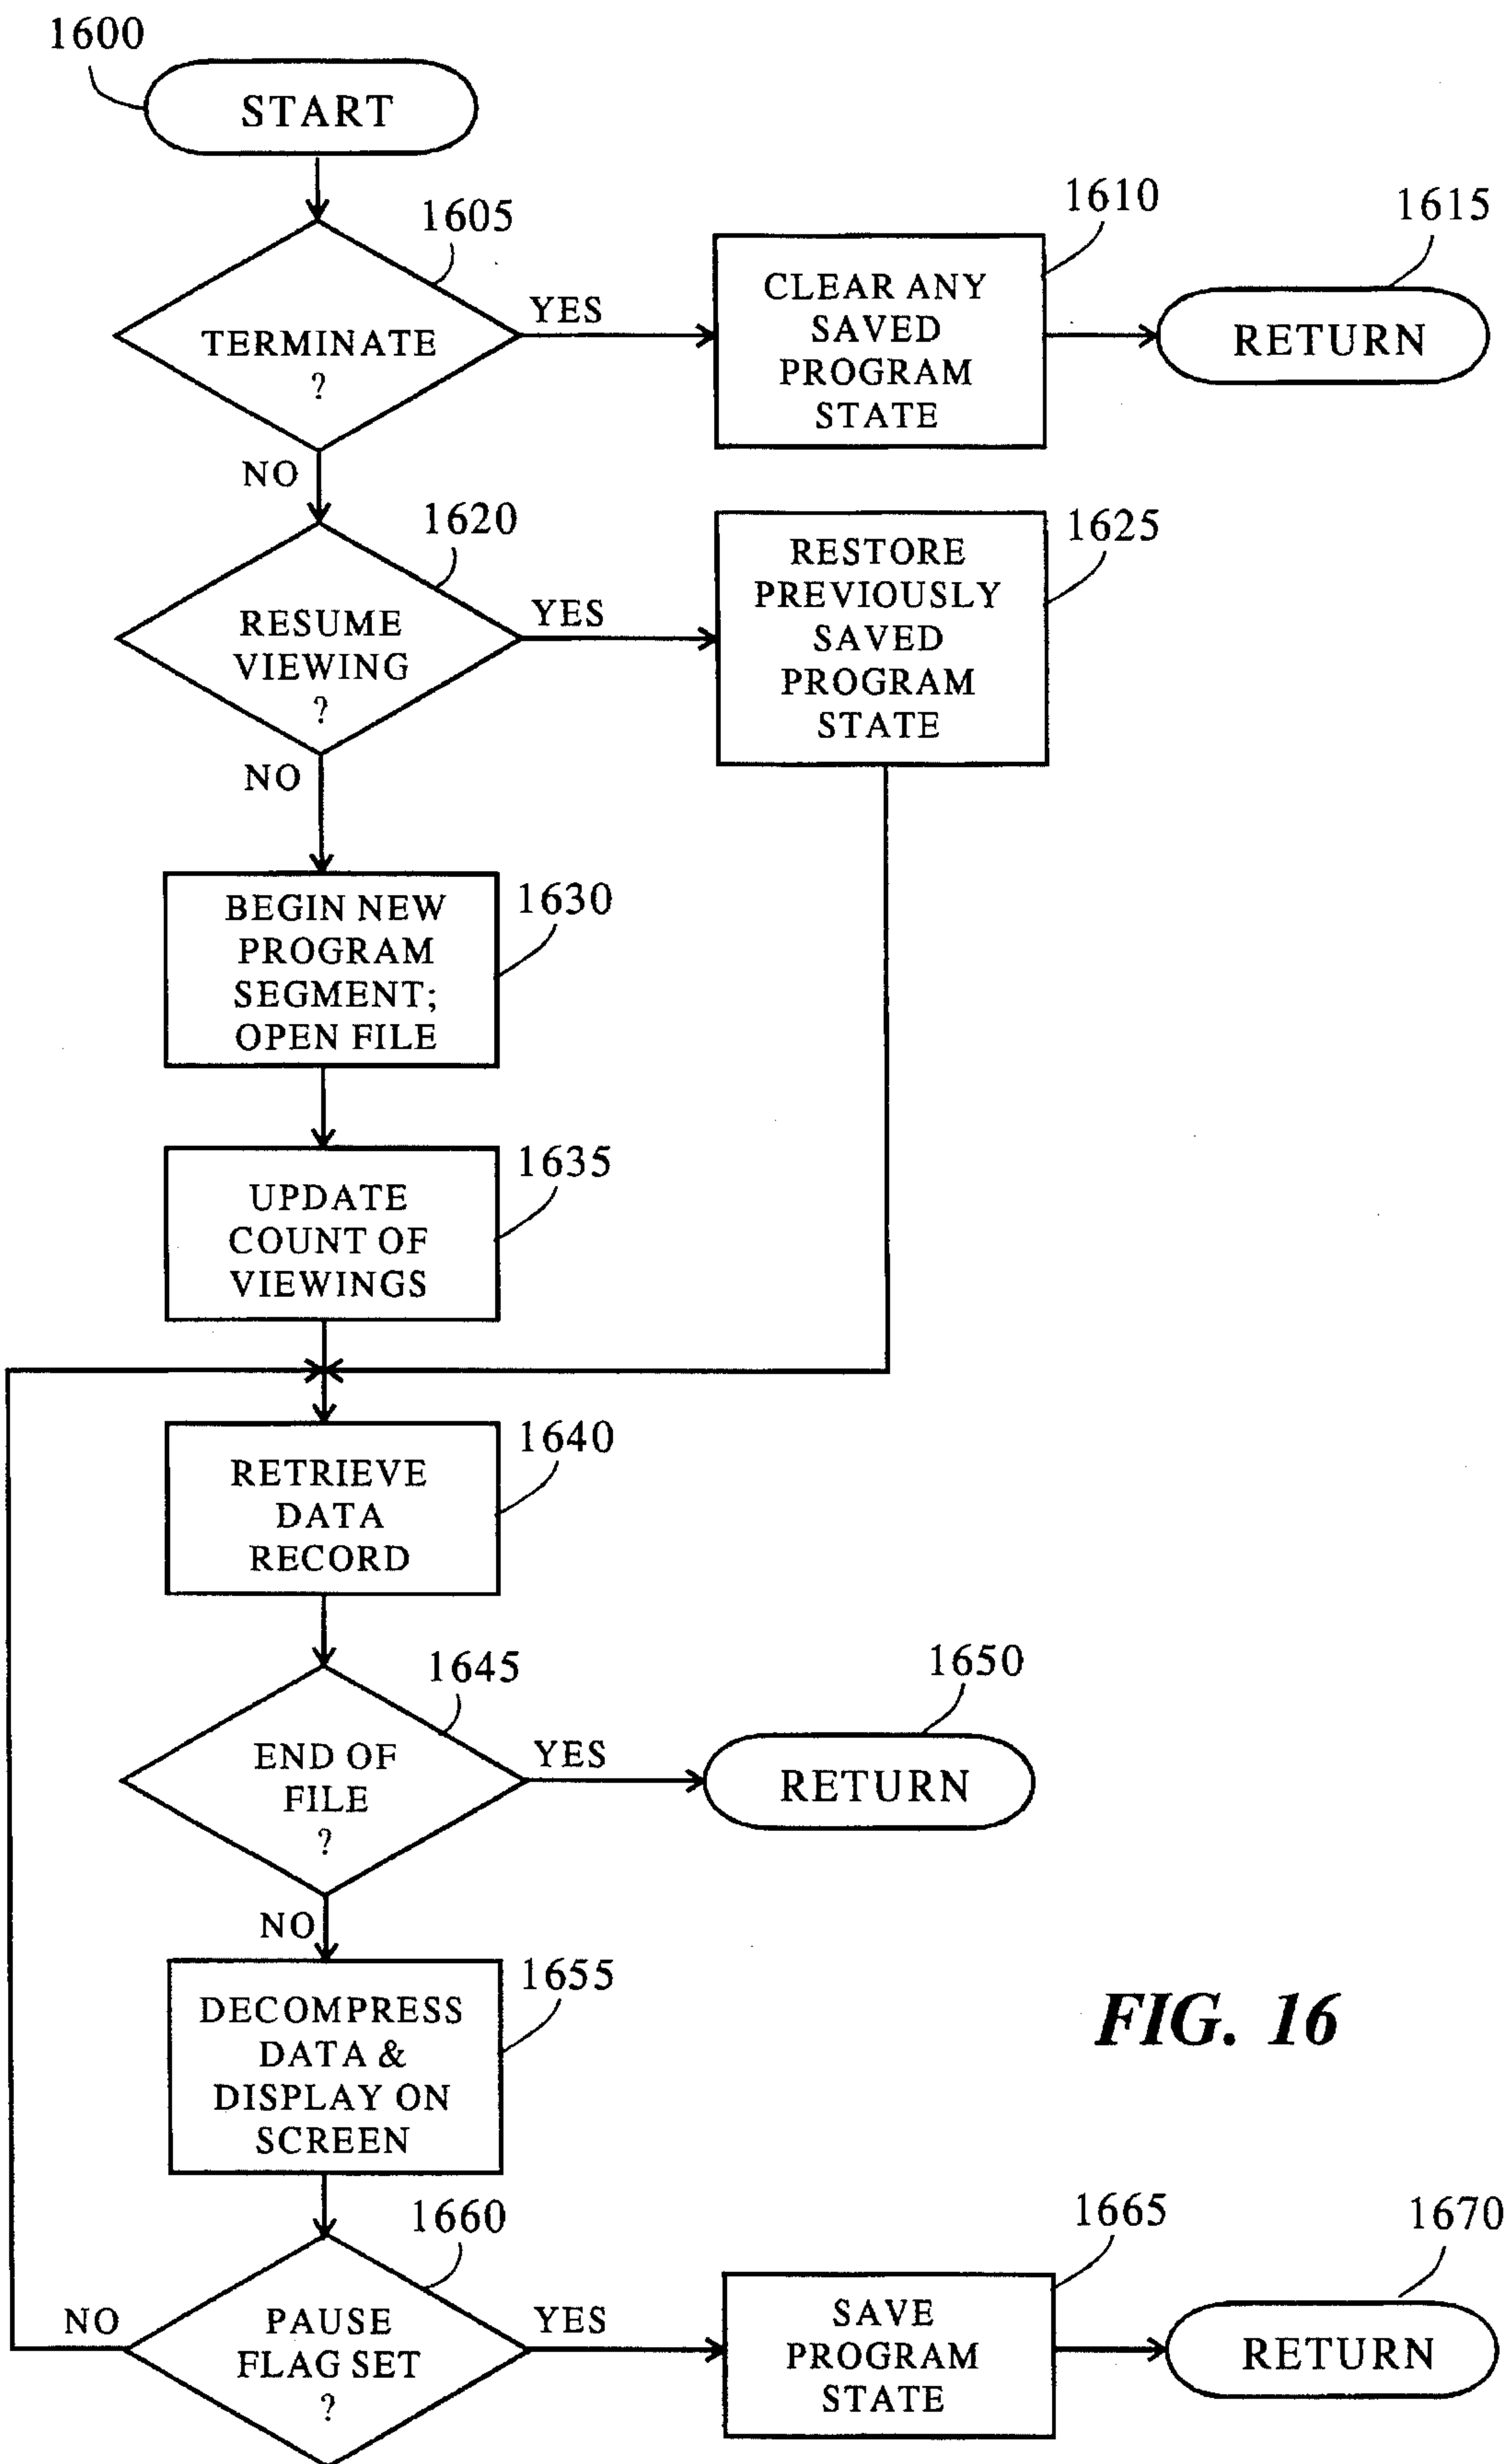 1600
START
1605
TERMINATE
?
YES
NO
1610
CLEAR ANY
SAVED
PROGRAM
STATE
1615
RETURN
1620
RESUME
VIEWING
?
YES
NO
1625
RESTORE
PREVIOUSLY
SAVED
PROGRAM
STATE
1630
BEGIN NEW
PROGRAM
SEGMENT;
OPEN FILE
1635
UPDATE
COUNT OF
VIEWINGS
1640
RETRIEVE
DATA
RECORD
1645
END OF
FILE
?
YES
NO
1650
RETURN
1655
DECOMPRESS
DATA &
DISPLAY ON
SCREEN
FIG. 16
1660
PAUSE
FLAG SET
?
NO
YES
1665
SAVE
PROGRAM
STATE
1670
RETURN